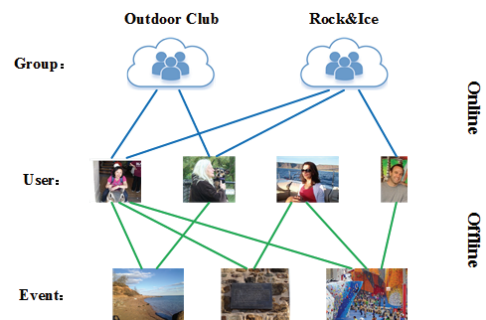 Outdoor Club
Rock&Ice
Group：
Online
User：
Offline
Event：